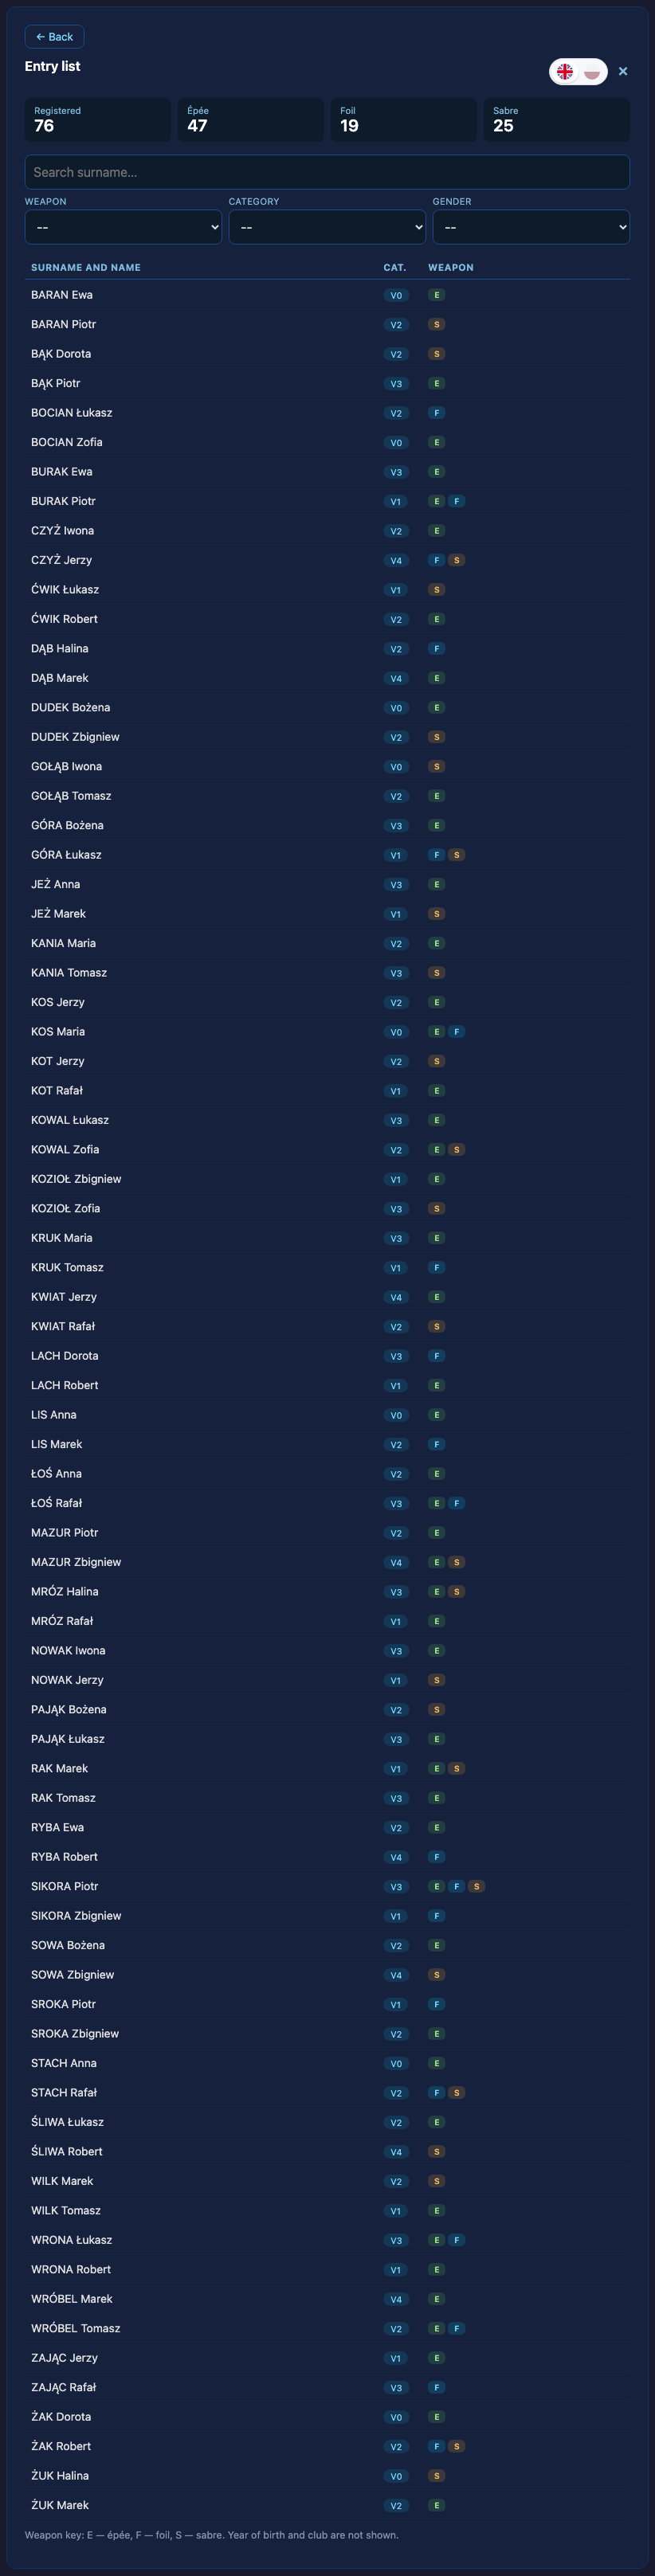 ← Back
Entry list
×
Registered Épée Foil Sabre
76 47 19 25
Search surname...
WEAPON CATEGORY GENDER
-- -- --
SURNAME AND NAME CAT. WEAPON
BARAN Ewa V0 E
BARAN Piotr V2 S
BĄK Dorota V2 S
BĄK Piotr V3 E
BOCIAN Łukasz V2 F
BOCIAN Zofia V0 E
BURAK Ewa V3 E
BURAK Piotr V1 E F
CZYŻ Iwona V2 E
CZYŻ Jerzy V4 F S
ĆWIK Łukasz V1 S
ĆWIK Robert V2 E
DĄB Halina V2 F
DĄB Marek V4 E
DUDEK Bożena V0 E
DUDEK Zbigniew V2 S
GOŁĄB Iwona V0 S
GOŁĄB Tomasz V2 E
GÓRA Bożena V3 E
GÓRA Łukasz V1 F S
JEŻ Anna V3 E
JEŻ Marek V1 S
KANIA Maria V2 E
KANIA Tomasz V3 S
KOS Jerzy V2 E
KOS Maria V0 E F
KOT Jerzy V2 S
KOT Rafał V1 E
KOWAL Łukasz V3 E
KOWAL Zofia V2 E S
KOZIOŁ Zbigniew V1 E
KOZIOŁ Zofia V3 S
KRUK Maria V3 E
KRUK Tomasz V1 F
KWIAT Jerzy V4 E
KWIAT Rafał V2 S
LACH Dorota V3 F
LACH Robert V1 E
LIS Anna V0 E
LIS Marek V2 F
ŁOŚ Anna V2 E
ŁOŚ Rafał V3 E F
MAZUR Piotr V2 E
MAZUR Zbigniew V4 E S
MRÓZ Halina V3 E S
MRÓZ Rafał V1 E
NOWAK Iwona V3 E
NOWAK Jerzy V1 S
PAJĄK Bożena V2 S
PAJĄK Łukasz V3 E
RAK Marek V1 E S
RAK Tomasz V3 E
RYBA Ewa V2 E
RYBA Robert V4 F
SIKORA Piotr V3 E F S
SIKORA Zbigniew V1 F
SOWA Bożena V2 E
SOWA Zbigniew V4 S
SROKA Piotr V1 F
SROKA Zbigniew V2 E
STACH Anna V0 E
STACH Rafał V2 F S
ŚLIWA Łukasz V2 E
ŚLIWA Robert V4 S
WILK Marek V2 S
WILK Tomasz V1 E
WRONA Łukasz V3 E F
WRONA Robert V1 E
WRÓBEL Marek V4 E
WRÓBEL Tomasz V2 E F
ZAJĄC Jerzy V1 E
ZAJĄC Rafał V3 F
ŻAK Dorota V0 E
ŻAK Robert V2 F S
ŻUK Halina V0 S
ŻUK Marek V2 E
Weapon key: E — épée, F — foil, S — sabre. Year of birth and club are not shown.